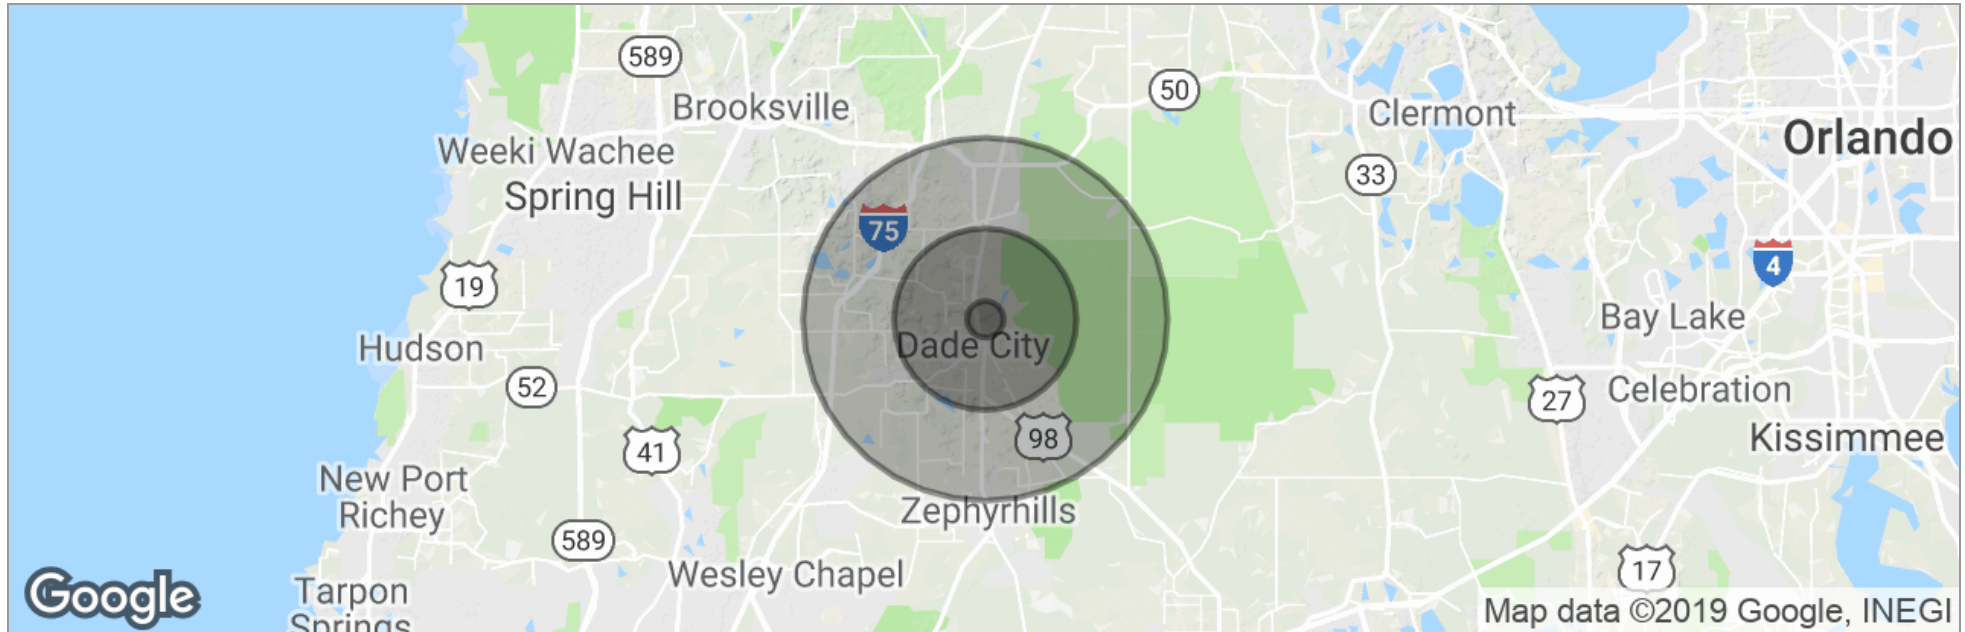 589
50
Brooksville
Clermont
Orlando
Weeki Wachee
33
Spring Hill
75
4
19
Bay Lake
Hudson
Dade City
52
27
Celebration
41
98
Kissimmee
New Port
Richey
Zephyrhills
589
Wesley Chapel
17
Google
Tarpon
Springs
Map data ©2019 Google, INEGI